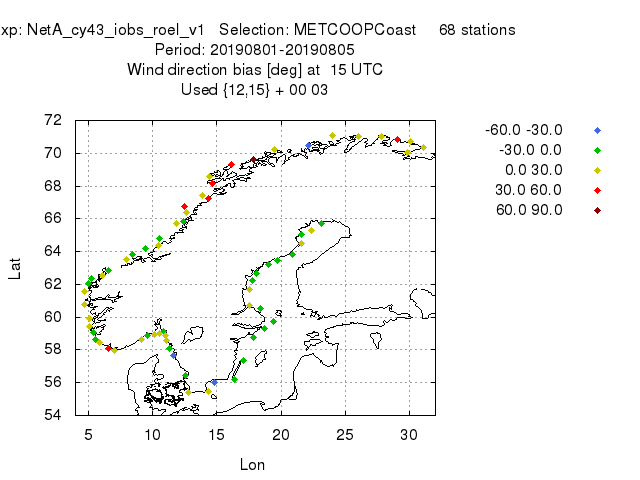 xp: NetA_cy43_iobs_roel_v1 Selection: METCOOPCoast 68 stations
Period: 20190801-20190805
Wind direction bias [deg] at 15 UTC
Used {12,15} + 00 03
72
70
68
66
64
62
60
58
56
54
Lat
5 10 15 20 25 30
Lon
-60.0 -30.0
-30.0 0.0
0.0 30.0
30.0 60.0
60.0 90.0